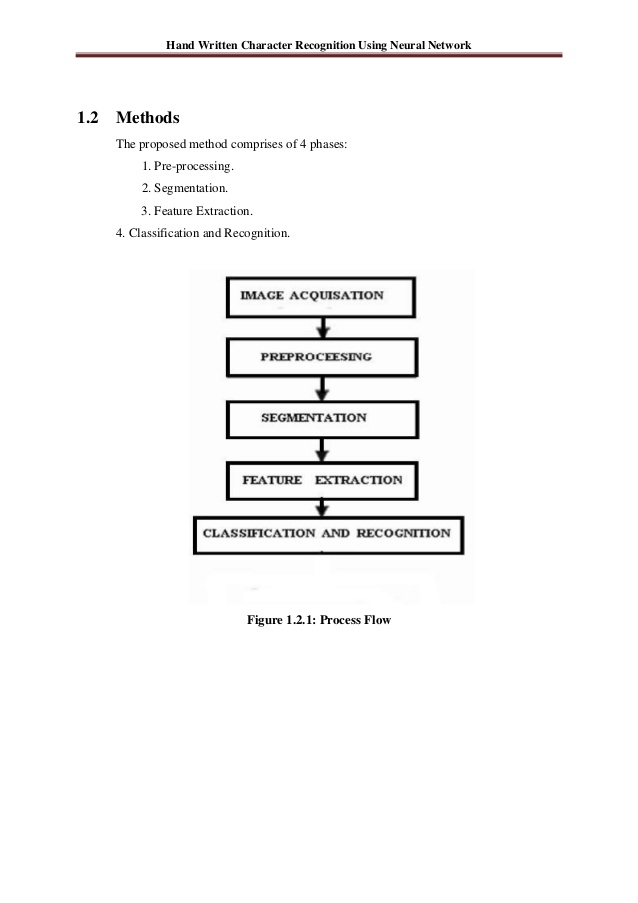 Hand Written Character Recognition Using Neural Network
1.2 Methods
The proposed method comprises of 4 phases:
1. Pre-processing.
2. Segmentation.
3. Feature Extraction.
4. Classification and Recognition.
IMAGE ACQUISATION
PREPROCEESING
SEGMENTATION
FEATURE EXTRACTION
CLASSIFICATION AND RECOGNITION
Figure 1.2.1: Process Flow